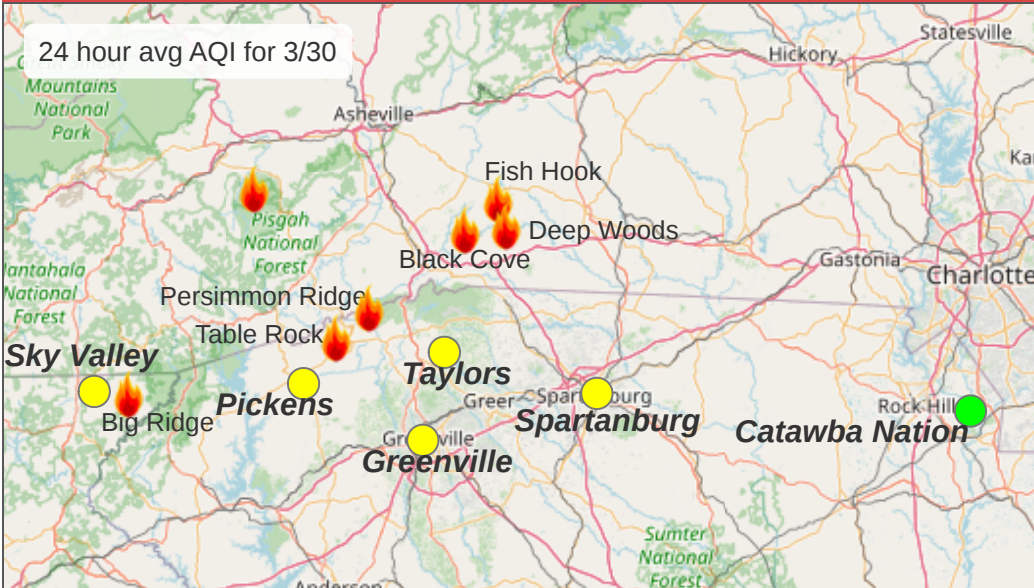 24 hour avg AQI for 3/30
Statesville
Hickory
Mountains
National
Park
Asheville
Fish Hook
Pisgah
National
Forest
Deep Woods
Black Cove
Gastonia
Charlotte
National
Forest
Persimmon Ridge
Table Rock
Sky Valley
Taylors
Pickens
Big Ridge
Greer
Spartanburg
Rock Hill
Catawba Nation
Greenville
Sumter
National
Forest